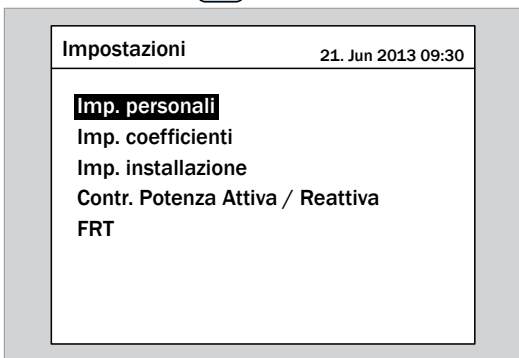 Impostazioni
21. Jun 2013 09:30
Imp. personali
Imp. coefficienti
Imp. installazione
Contr. Potenza Attiva / Reattiva
FRT